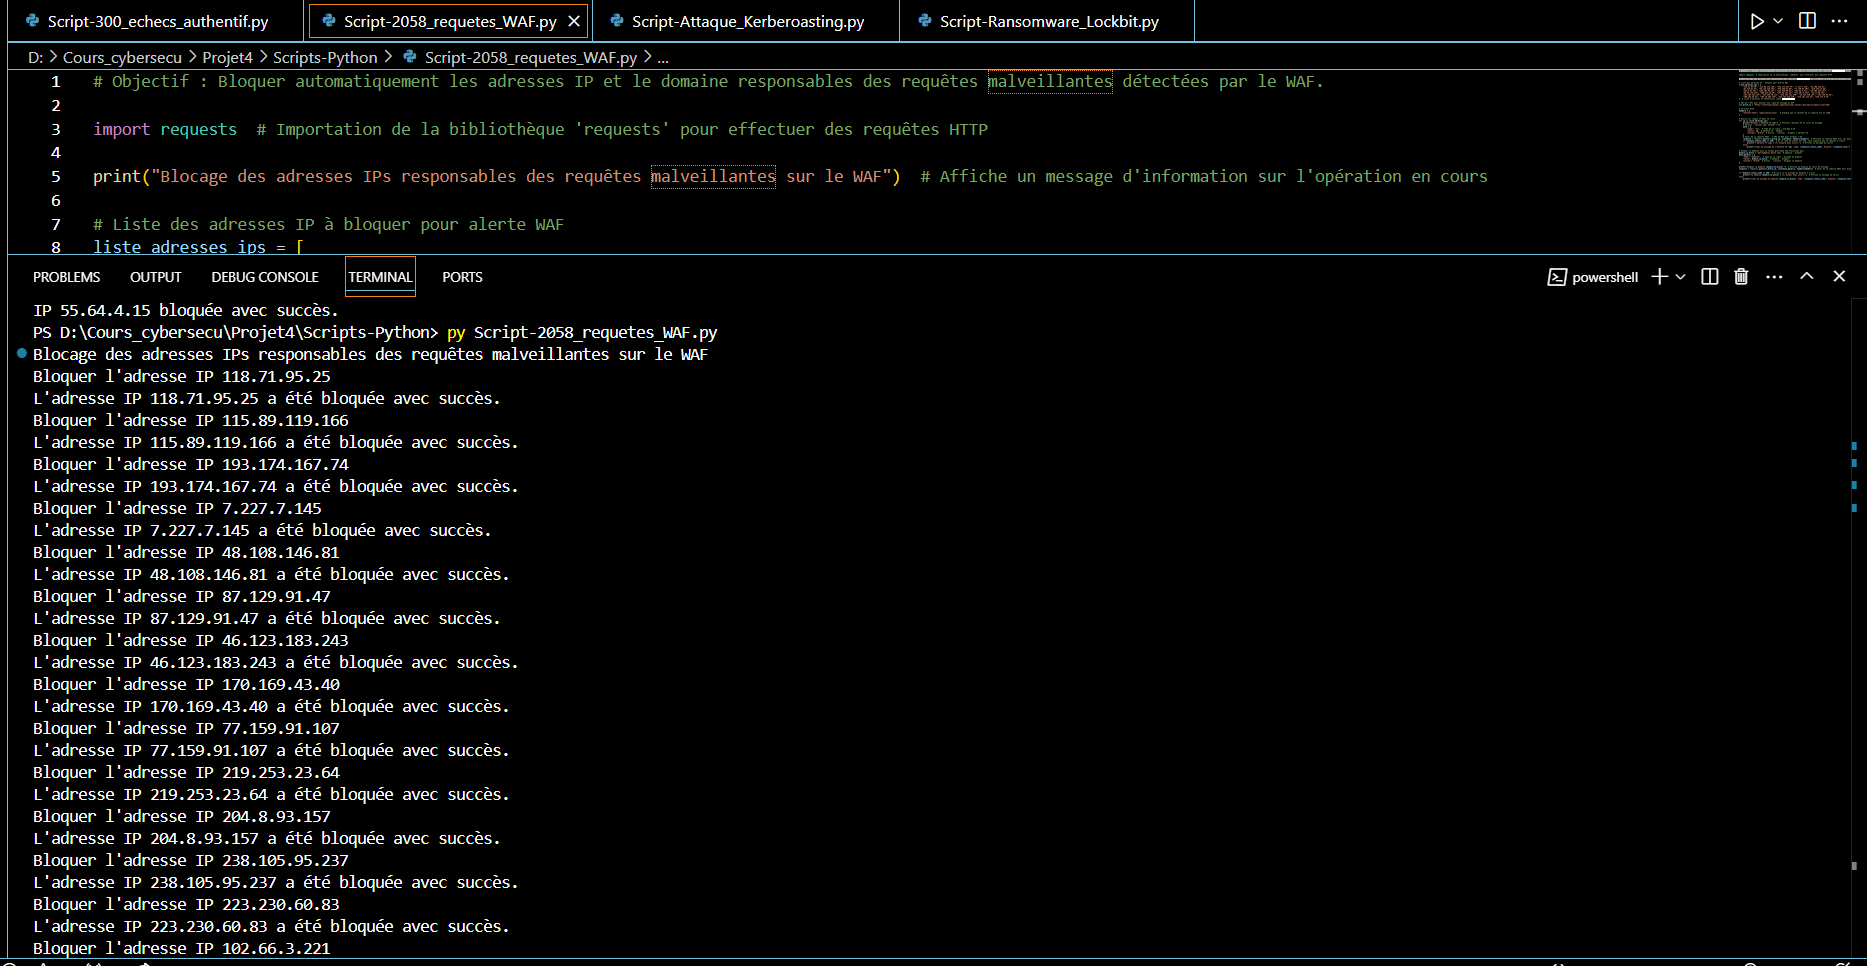 Script-300_echecs_authentif.py Script-2058_requetes_WAF.py Script-Attaque_Kerberoasting.py Script-Ransomware_Lockbit.py
D: > Cours_cybersecu > Projet4 > Scripts-Python > Script-2058_requetes_WAF.py > ...
1 # Objectif : Bloquer automatiquement les adresses IP et le domaine responsables des requêtes malveillantes détectées par le WAF.
2
3 import requests # Importation de la bibliothèque 'requests' pour effectuer des requêtes HTTP
4
5 print("Blocage des adresses IPs responsables des requêtes malveillantes sur le WAF") # Affiche un message d'information sur l'opération en cours
6
7 # Liste des adresses IP à bloquer pour alerte WAF
8 liste_adresses_ips = [
PROBLEMS OUTPUT DEBUG CONSOLE TERMINAL PORTS powershell
IP 55.64.4.15 bloquée avec succès.
PS D:\Cours_cybersecu\Projet4\Scripts-Python> py Script-2058_requetes_WAF.py
Blocage des adresses IPs responsables des requêtes malveillantes sur le WAF
Bloquer l'adresse IP 118.71.95.25
L'adresse IP 118.71.95.25 a été bloquée avec succès.
Bloquer l'adresse IP 115.89.119.166
L'adresse IP 115.89.119.166 a été bloquée avec succès.
Bloquer l'adresse IP 193.174.167.74
L'adresse IP 193.174.167.74 a été bloquée avec succès.
Bloquer l'adresse IP 7.227.7.145
L'adresse IP 7.227.7.145 a été bloquée avec succès.
Bloquer l'adresse IP 48.108.146.81
L'adresse IP 48.108.146.81 a été bloquée avec succès.
Bloquer l'adresse IP 87.129.91.47
L'adresse IP 87.129.91.47 a été bloquée avec succès.
Bloquer l'adresse IP 46.123.183.243
L'adresse IP 46.123.183.243 a été bloquée avec succès.
Bloquer l'adresse IP 170.169.43.40
L'adresse IP 170.169.43.40 a été bloquée avec succès.
Bloquer l'adresse IP 77.159.91.107
L'adresse IP 77.159.91.107 a été bloquée avec succès.
Bloquer l'adresse IP 219.253.23.64
L'adresse IP 219.253.23.64 a été bloquée avec succès.
Bloquer l'adresse IP 204.8.93.157
L'adresse IP 204.8.93.157 a été bloquée avec succès.
Bloquer l'adresse IP 238.105.95.237
L'adresse IP 238.105.95.237 a été bloquée avec succès.
Bloquer l'adresse IP 223.230.60.83
L'adresse IP 223.230.60.83 a été bloquée avec succès.
Bloquer l'adresse IP 102.66.3.221